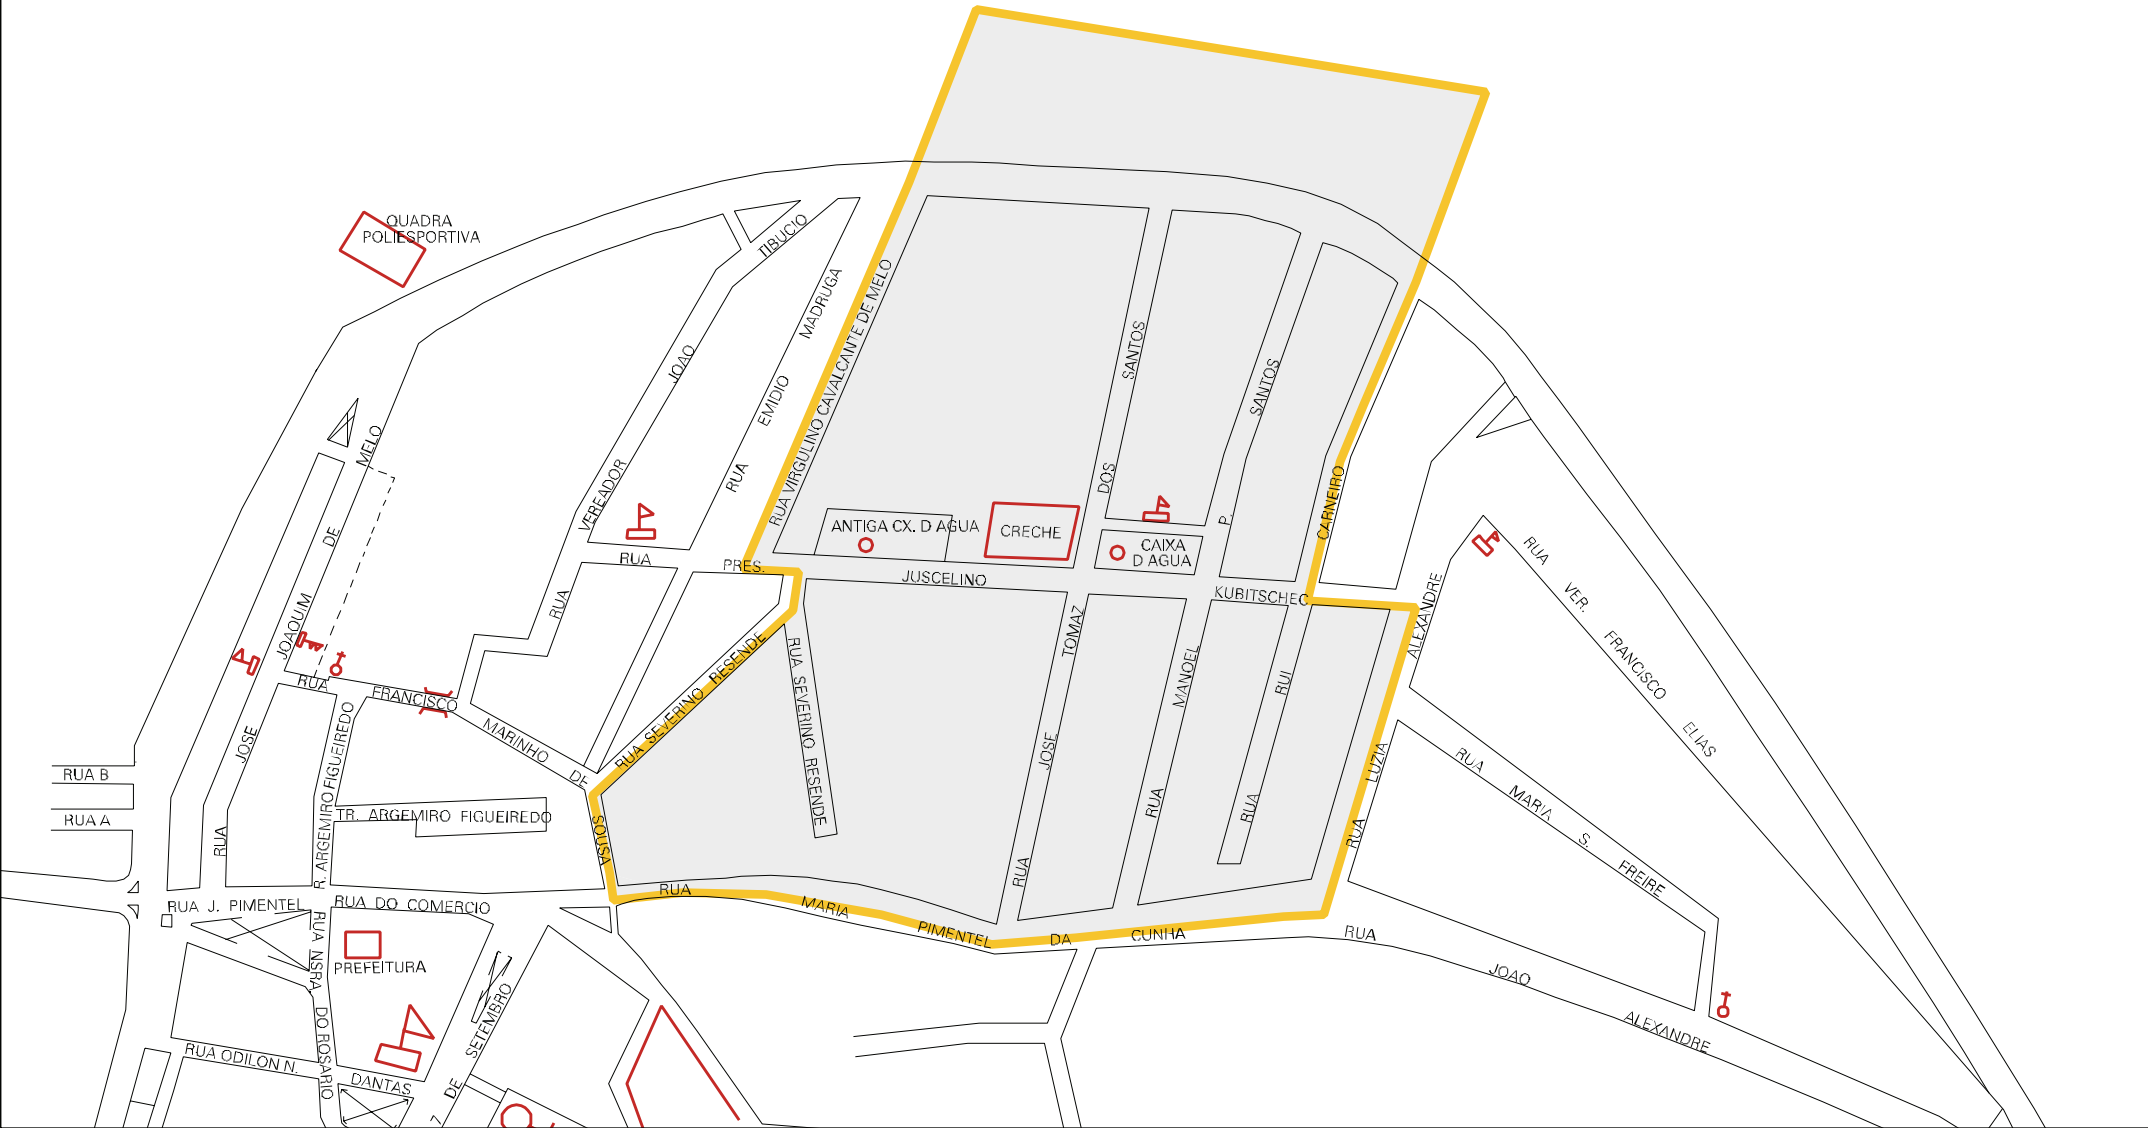 QUADRA
POLIESPORTIVA
TIBUCIO
JOAO
VEREADOR
RUA
MADRUGA
EMIDIO
RUA
RUA VIRGULINO CAVALCANTE DE MELO
SANTOS
DOS
TOMAZ
JOSE
RUA
SANTOS
P.
MANOEL
RUA
CARNEIRO
RUI
RUA
ANTIGA CX. D AGUA
CRECHE
CAIXA
D AGUA
RUA PRES. JUSCELINO KUBITSCHEC
MELO
DE
JOAQUIM
JOSE
RUA
RUA FRANCISCO MARINHO DE SOUSA
RUA SEVERINO RESENDE
RUA SEVERINO RESENDE
ALEXANDRE
LUZIA
RUA
RUA VER. FRANCISCO ELIAS
RUA MARIA S. FREIRE
RUA B
RUA A
R. ARGEMIRO FIGUEIREDO
TR. ARGEMIRO FIGUEIREDO
RUA J. PIMENTEL
RUA DO COMERCIO
RUA MARIA PIMENTEL DA CUNHA
RUA JOAO ALEXANDRE
RUA NSRA DO ROSARIO
PREFEITURA
RUA ODILON N. DANTAS
7 DE SETEMBRO